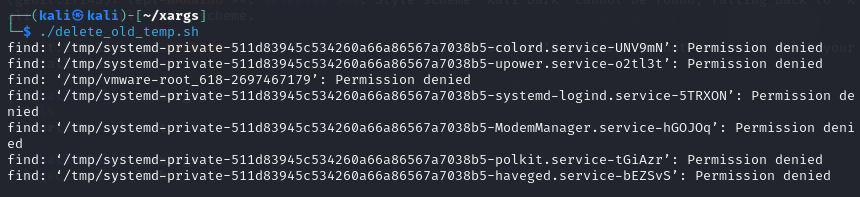 ┌──(kali㉿kali)-[~/xargs]
└─$ ./delete_old_temp.sh
find: ‘/tmp/systemd-private-511d83945c534260a66a86567a7038b5-colord.service-UNV9mN’: Permission denied
find: ‘/tmp/systemd-private-511d83945c534260a66a86567a7038b5-upower.service-o2tl3t’: Permission denied
find: ‘/tmp/vmware-root_618-2697467179’: Permission denied
find: ‘/tmp/systemd-private-511d83945c534260a66a86567a7038b5-systemd-logind.service-5TRXON’: Permission de
nied
find: ‘/tmp/systemd-private-511d83945c534260a66a86567a7038b5-ModemManager.service-hGOJOq’: Permission deni
ed
find: ‘/tmp/systemd-private-511d83945c534260a66a86567a7038b5-polkit.service-tGiAzr’: Permission denied
find: ‘/tmp/systemd-private-511d83945c534260a66a86567a7038b5-haveged.service-bEZSvS’: Permission denied